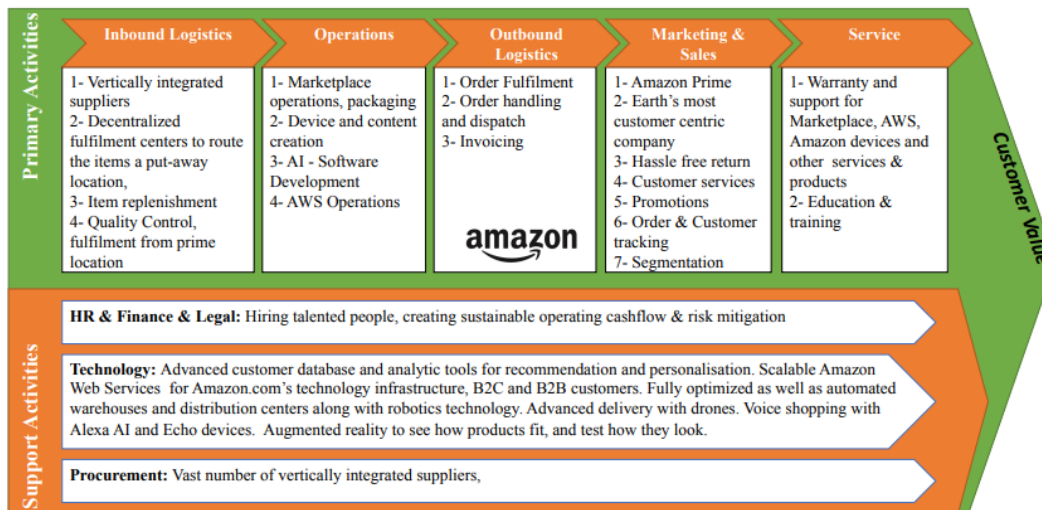 Primary Activities
Inbound Logistics
1- Vertically integrated
suppliers
2- Decentralized
fulfilment centers to route
the items a put-away
location,
3- Item replenishment
4- Quality Control,
fulfilment from prime
location
Operations
1- Marketplace
operations, packaging
2- Device and content
creation
3- AI - Software
Development
4- AWS Operations
Outbound
Logistics
1- Order Fulfilment
2- Order handling
and dispatch
3- Invoicing
amazon
Marketing &
Sales
1- Amazon Prime
2- Earth's most
customer centric
company
3- Hassle free return
4- Customer services
5- Promotions
6- Order & Customer
tracking
7- Segmentation
Service
1- Warranty and
support for
Marketplace, AWS,
Amazon devices and
other services &
products
2- Education &
training
Customer Value
Support Activities
HR & Finance & Legal: Hiring talented people, creating sustainable operating cashflow & risk mitigation
Technology: Advanced customer database and analytic tools for recommendation and personalisation. Scalable Amazon
Web Services for Amazon.com's technology infrastructure, B2C and B2B customers. Fully optimized as well as automated
warehouses and distribution centers along with robotics technology. Advanced delivery with drones. Voice shopping with
Alexa AI and Echo devices. Augmented reality to see how products fit, and test how they look.
Procurement: Vast number of vertically integrated suppliers,